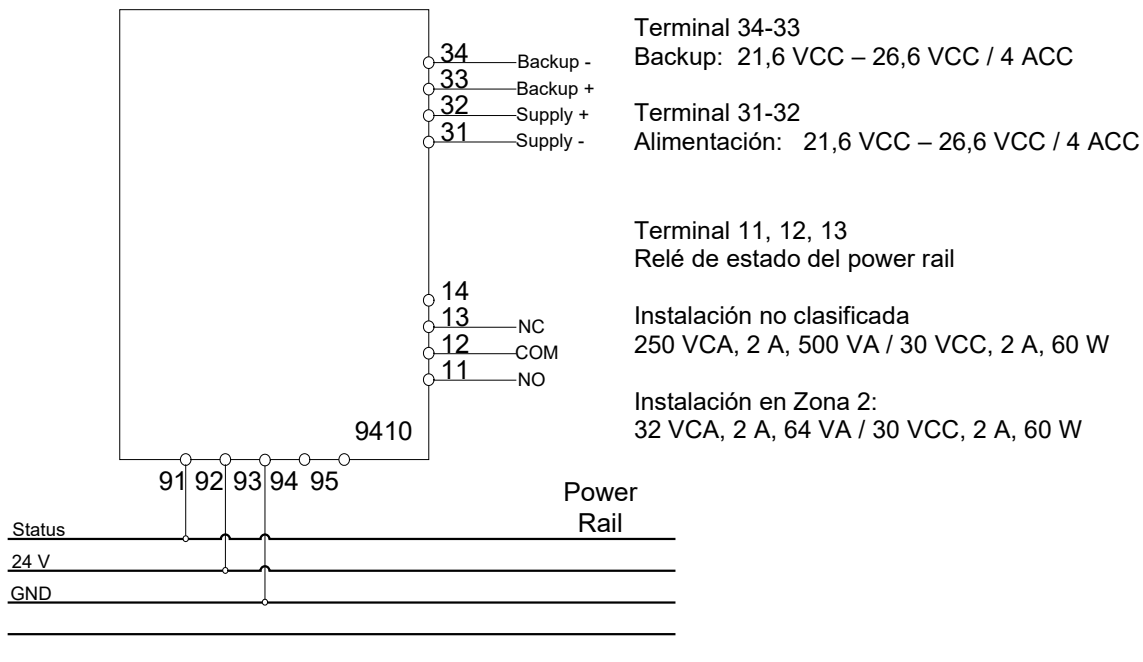 34
Backup -
33
Backup +
32
Supply +
31
Supply -
Terminal 34-33
Backup: 21,6 VCC – 26,6 VCC / 4 ACC
Terminal 31-32
Alimentación: 21,6 VCC – 26,6 VCC / 4 ACC
14
13
NC
12
COM
11
NO
Terminal 11, 12, 13
Relé de estado del power rail
Instalación no clasificada
250 VCA, 2 A, 500 VA / 30 VCC, 2 A, 60 W
Instalación en Zona 2:
32 VCA, 2 A, 64 VA / 30 VCC, 2 A, 60 W
9410
91 92 93 94 95
Power
Rail
Status
24 V
GND